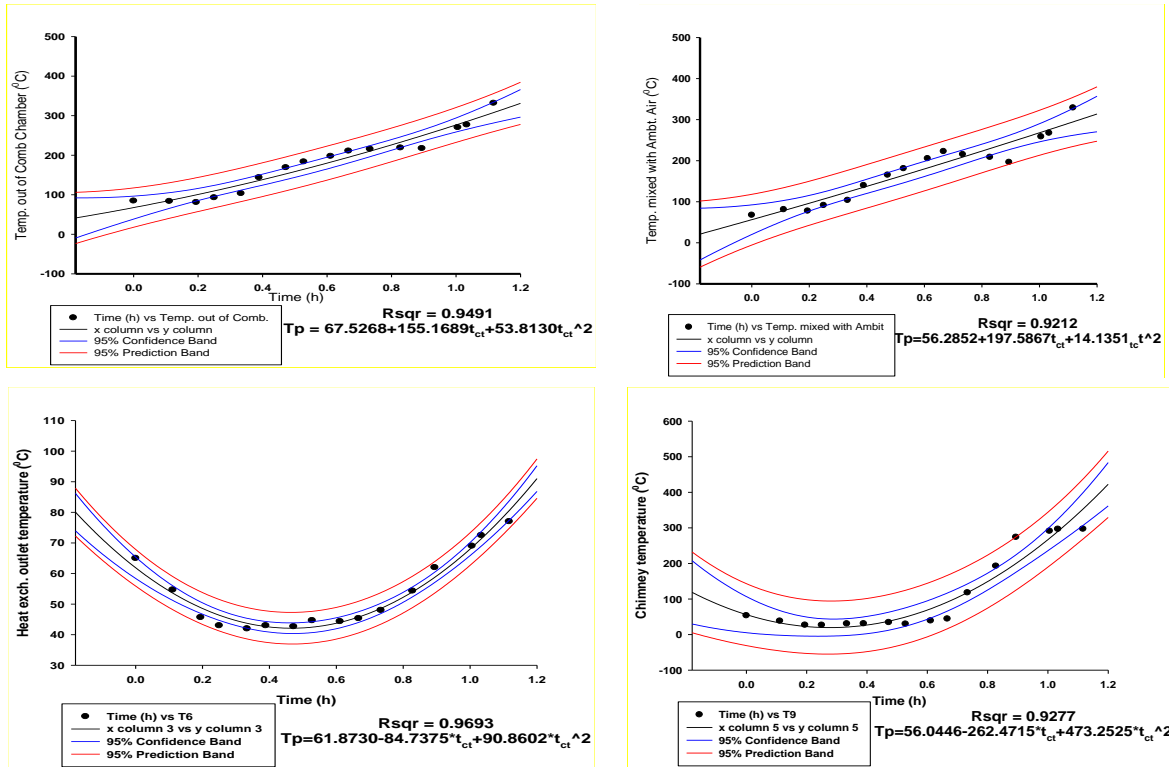 500
400
300
200
100
0
-100
Temp. out of Comb Chamber (⁰C)
0.0 0.2 0.4 0.6 0.8 1.0 1.2
Time (h)
Time (h) vs Temp. out of Comb.
x column vs y column
95% Confidence Band
95% Prediction Band
Rsqr = 0.9491
Tp = 67.5268+155.1689t_ct+53.8130t_ct^2
500
400
300
200
100
0
-100
Temp. mixed with Ambt. Air (⁰C)
0.0 0.2 0.4 0.6 0.8 1.0 1.2
Time (h) vs Temp. mixed with Ambit
x column vs y column
95% Confidence Band
95% Prediction Band
Rsqr = 0.9212
Tp=56.2852+197.5867t_ct+14.1351_tct^2
110
100
90
80
70
60
50
40
30
Heat exch. outlet temperature (⁰C)
0.0 0.2 0.4 0.6 0.8 1.0 1.2
Time (h)
Time (h) vs T6
x column 3 vs y column 3
95% Confidence Band
95% Prediction Band
Rsqr = 0.9693
Tp=61.8730-84.7375*t_ct+90.8602*t_ct^2
600
500
400
300
200
100
0
-100
Chimney temperature (⁰C)
0.0 0.2 0.4 0.6 0.8 1.0 1.2
Time (h)
Time (h) vs T9
x column 5 vs y column 5
95% Confidence Band
95% Prediction Band
Rsqr = 0.9277
Tp=56.0446-262.4715*t_ct+473.2525*t_ct^2